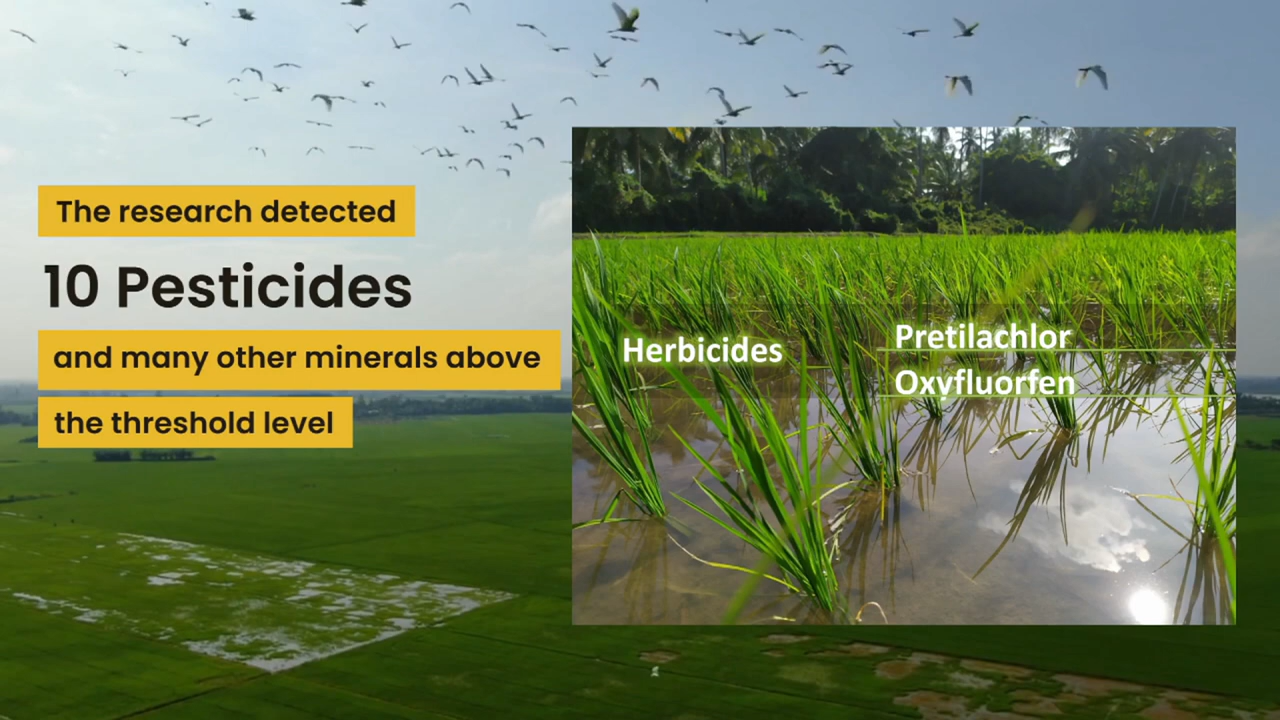 The research detected
10 Pesticides
and many other minerals above
the threshold level
Herbicides
Pretilachlor
Oxyfluorfen